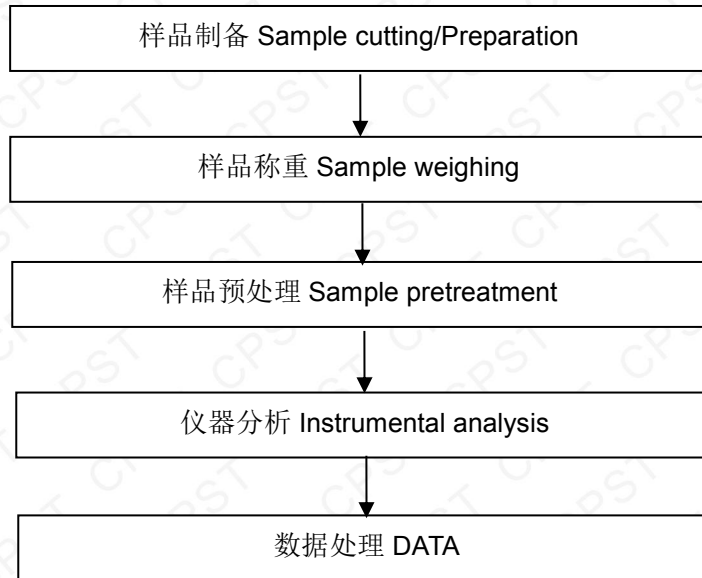 样品制备 Sample cutting/Preparation
样品称重 Sample weighing
样品预处理 Sample pretreatment
仪器分析 Instrumental analysis
数据处理 DATA